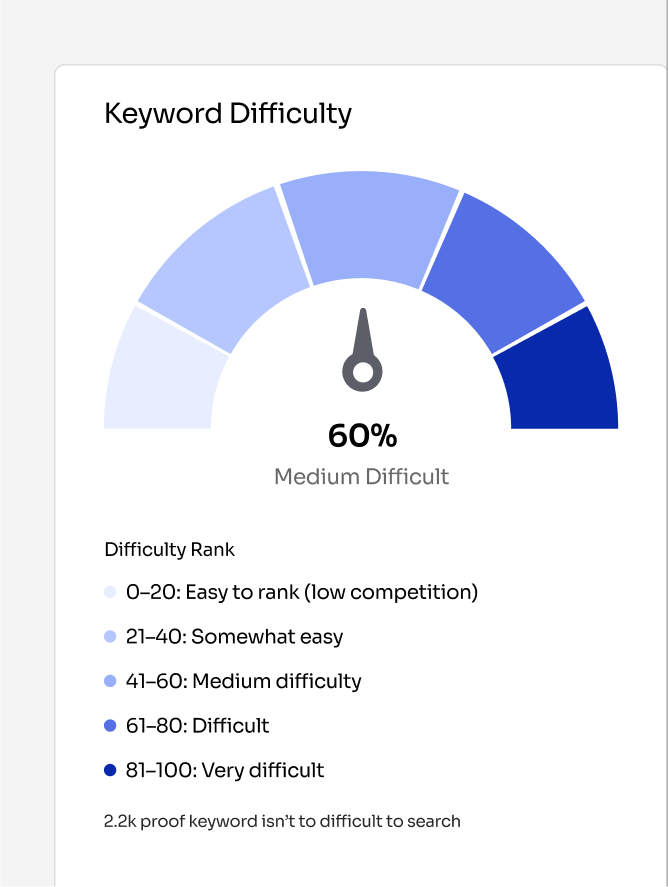 Keyword Difficulty
60%
Medium Difficult
Difficulty Rank
0–20: Easy to rank (low competition)
21–40: Somewhat easy
41–60: Medium difficulty
61–80: Difficult
81–100: Very difficult
2.2k proof keyword isn't to difficult to search